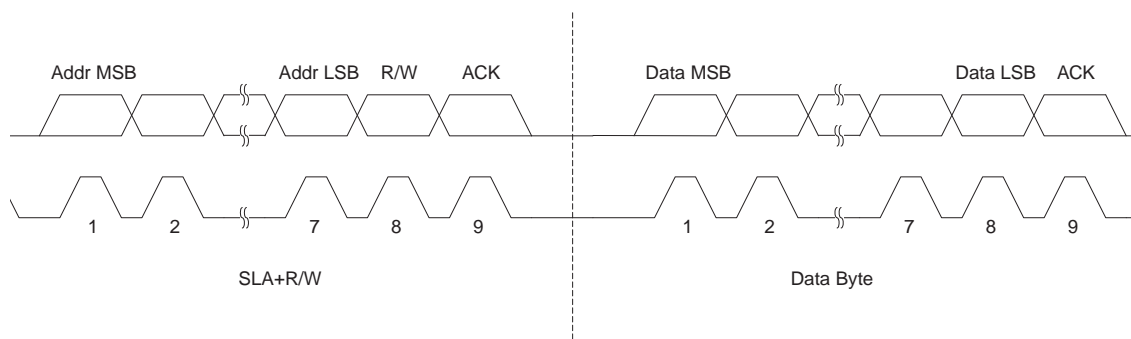 Addr MSB Addr LSB R/W ACK Data MSB Data LSB ACK
1 2 7 8 9 1 2 7 8 9
SLA+R/W Data Byte